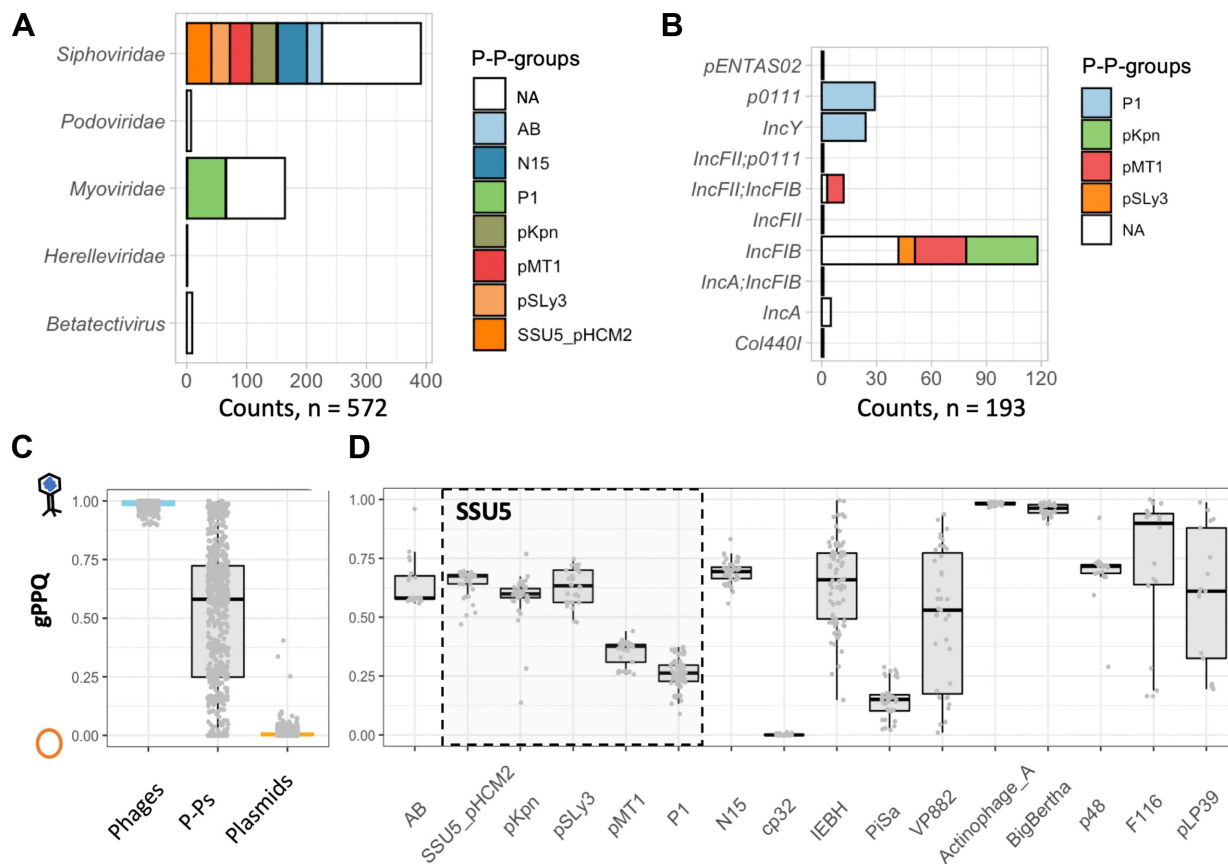 A
Siphoviridae
Podoviridae
Myoviridae
Herelleviridae
Betatectivirus
0 100 200 300 400
Counts, n = 572
P-P-groups
NA
AB
N15
P1
pKpn
pMT1
pSLy3
SSU5_pHCM2
B
pENTAS02
p0111
IncY
IncFII;p0111
IncFII;IncFIB
IncFII
IncFIB
IncA;IncFIB
IncA
Col440I
0 30 60 90 120
Counts, n = 193
P-P-groups
P1
pKpn
pMT1
pSLy3
NA
C
gPPQ
1.00
0.75
0.50
0.25
0.00
Phages
P-Ps
Plasmids
D
1.00
0.75
0.50
0.25
0.00
SSU5
AB
SSU5_pHCM2
pKpn
pSLy3
pMT1
P1
N15
cp32
IEBH
PiSa
VP882
Actinophage_A
BigBertha
p48
F116
pLP39